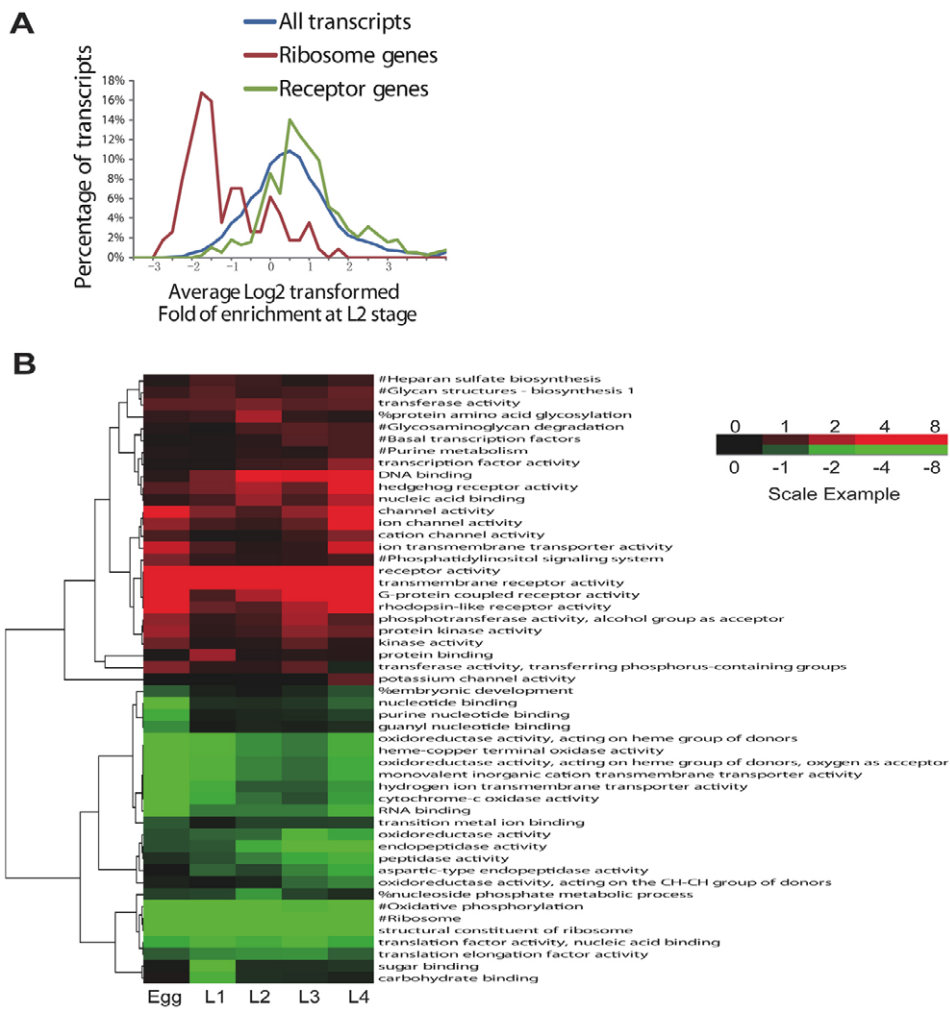 A
All transcripts
Ribosome genes
Receptor genes
Percentage of transcripts
18%
16%
14%
12%
10%
8%
6%
4%
2%
0%
-3 -2 -1 0 1 2 3
Average Log2 transformed
Fold of enrichment at L2 stage
B
#Heparan sulfate biosynthesis
#Glycan structures - biosynthesis 1
transferase activity
%protein amino acid glycosylation
#Glycosaminoglycan degradation
#Basal transcription factors
#Purine metabolism
transcription factor activity
DNA binding
hedgehog receptor activity
nucleic acid binding
channel activity
ion channel activity
cation channel activity
ion transmembrane transporter activity
#Phosphatidylinositol signaling system
receptor activity
transmembrane receptor activity
G-protein coupled receptor activity
rhodopsin-like receptor activity
phosphotransferase activity, alcohol group as acceptor
protein kinase activity
kinase activity
protein binding
transferase activity, transferring phosphorus-containing groups
potassium channel activity
%embryonic development
nucleotide binding
purine nucleotide binding
guanyl nucleotide binding
oxidoreductase activity, acting on heme group of donors
heme-copper terminal oxidase activity
oxidoreductase activity, acting on heme group of donors, oxygen as acceptor
monovalent inorganic cation transmembrane transporter activity
hydrogen ion transmembrane transporter activity
cytochrome-c oxidase activity
RNA binding
transition metal ion binding
oxidoreductase activity
endopeptidase activity
peptidase activity
aspartic-type endopeptidase activity
oxidoreductase activity, acting on the CH-CH group of donors
%nucleoside phosphate metabolic process
#Oxidative phosphorylation
#Ribosome
structural constituent of ribosome
translation factor activity, nucleic acid binding
translation elongation factor activity
sugar binding
carbohydrate binding
Egg L1 L2 L3 L4
0 1 2 4 8
0 -1 -2 -4 -8
Scale Example